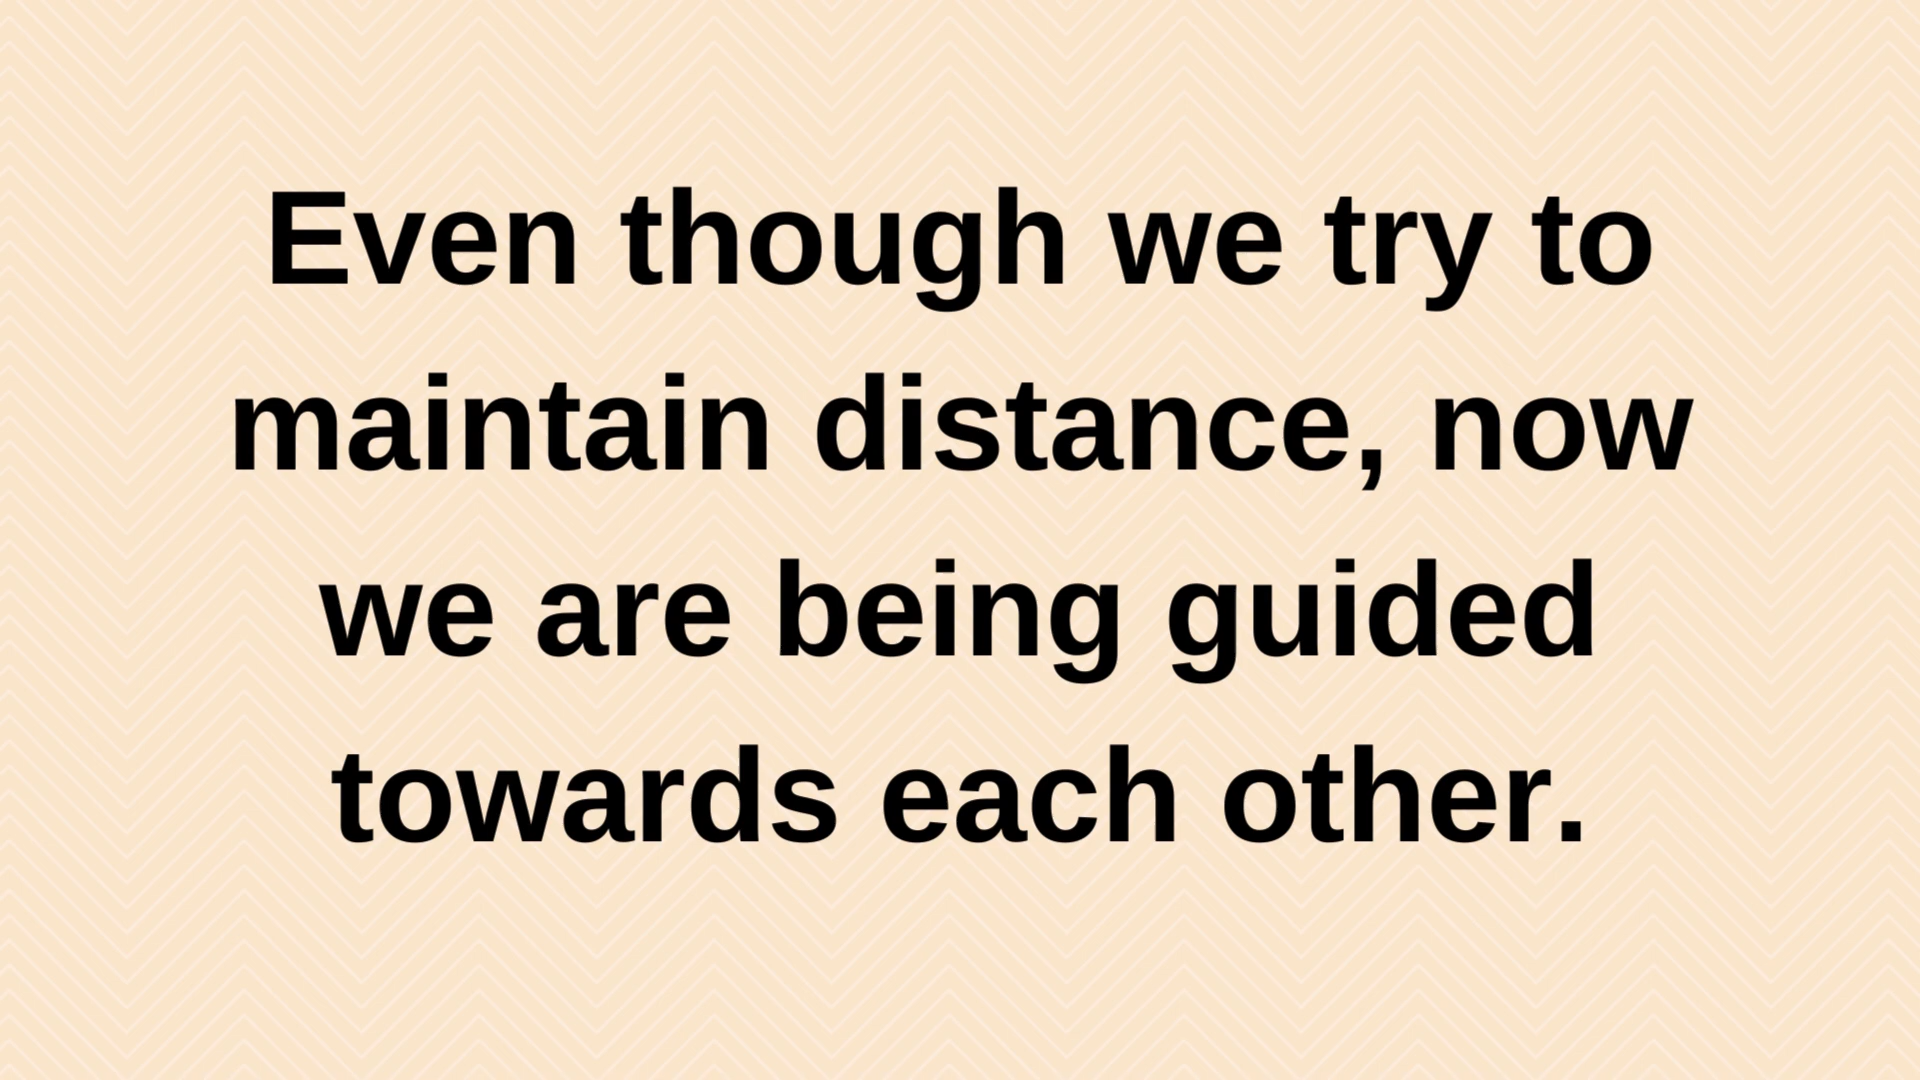 Even though we try to
maintain distance, now
we are being guided
towards each other.